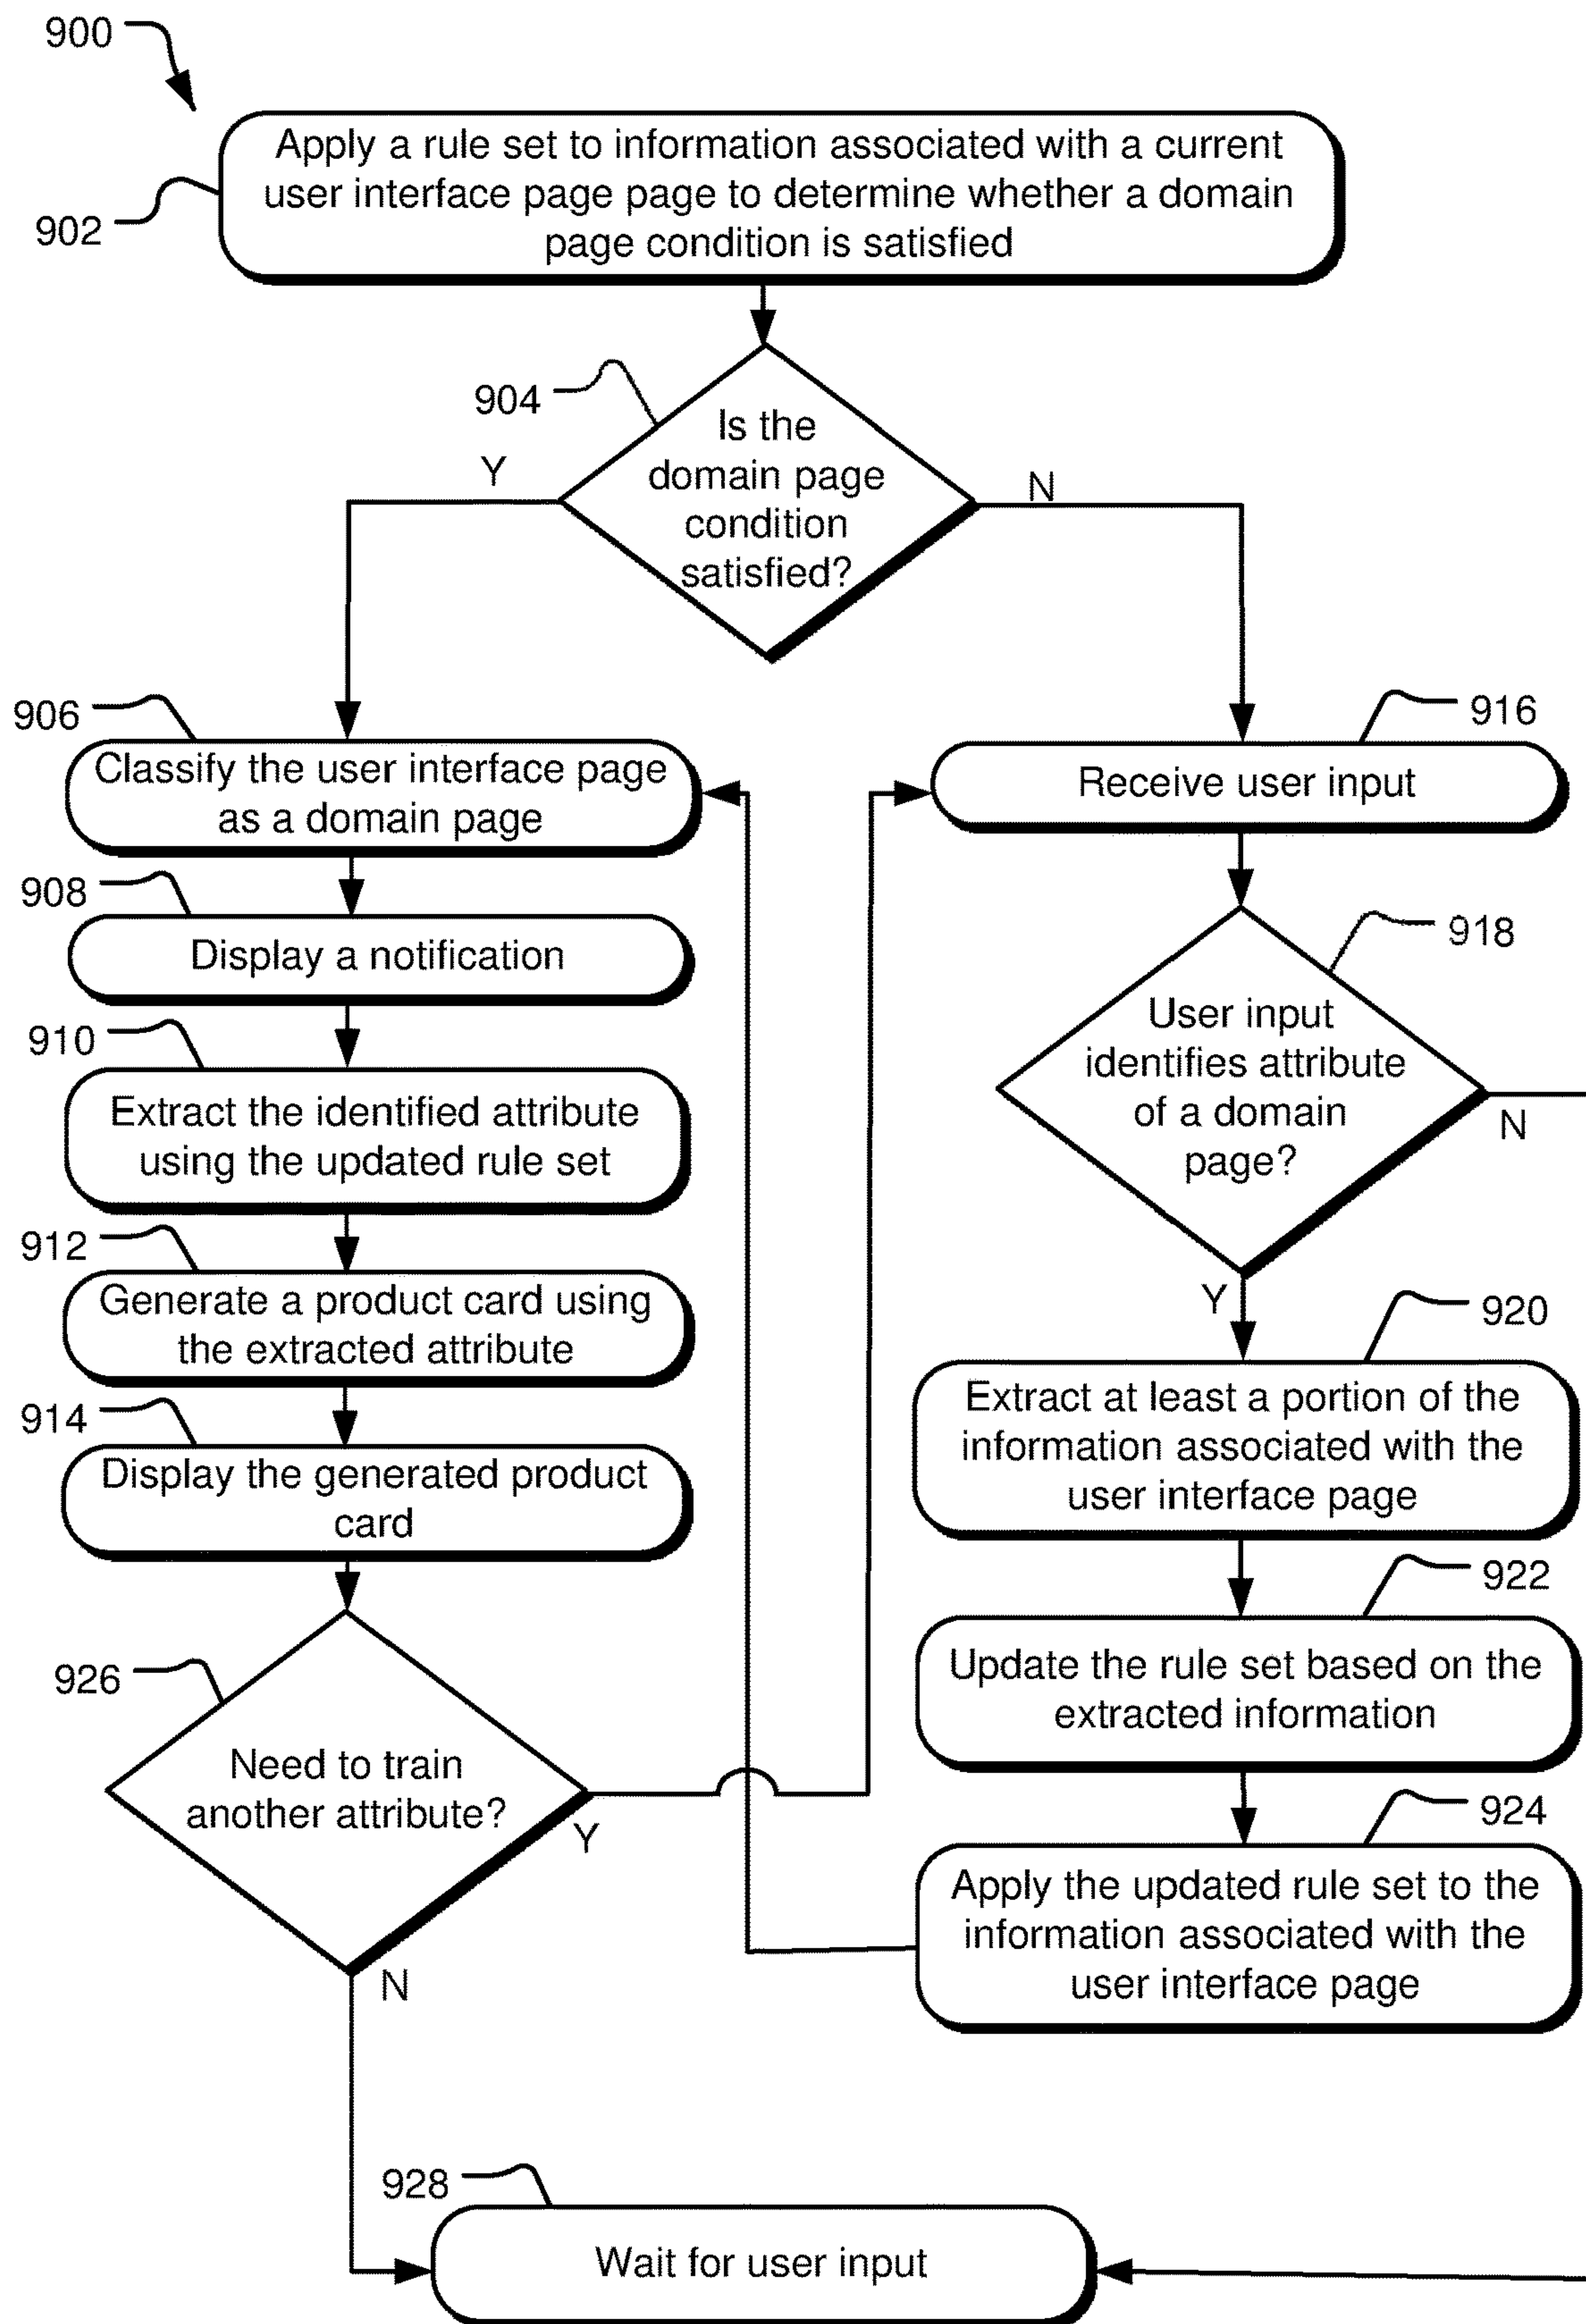 900
902
Apply a rule set to information associated with a current
user interface page page to determine whether a domain
page condition is satisfied
904
Is the
domain page
condition
satisfied?
Y
N
906
Classify the user interface page
as a domain page
908
Display a notification
910
Extract the identified attribute
using the updated rule set
912
Generate a product card using
the extracted attribute
914
Display the generated product
card
926
Need to train
another attribute?
Y
N
916
Receive user input
918
User input
identifies attribute
of a domain
page?
N
Y
920
Extract at least a portion of the
information associated with the
user interface page
922
Update the rule set based on the
extracted information
924
Apply the updated rule set to the
information associated with the
user interface page
928
Wait for user input